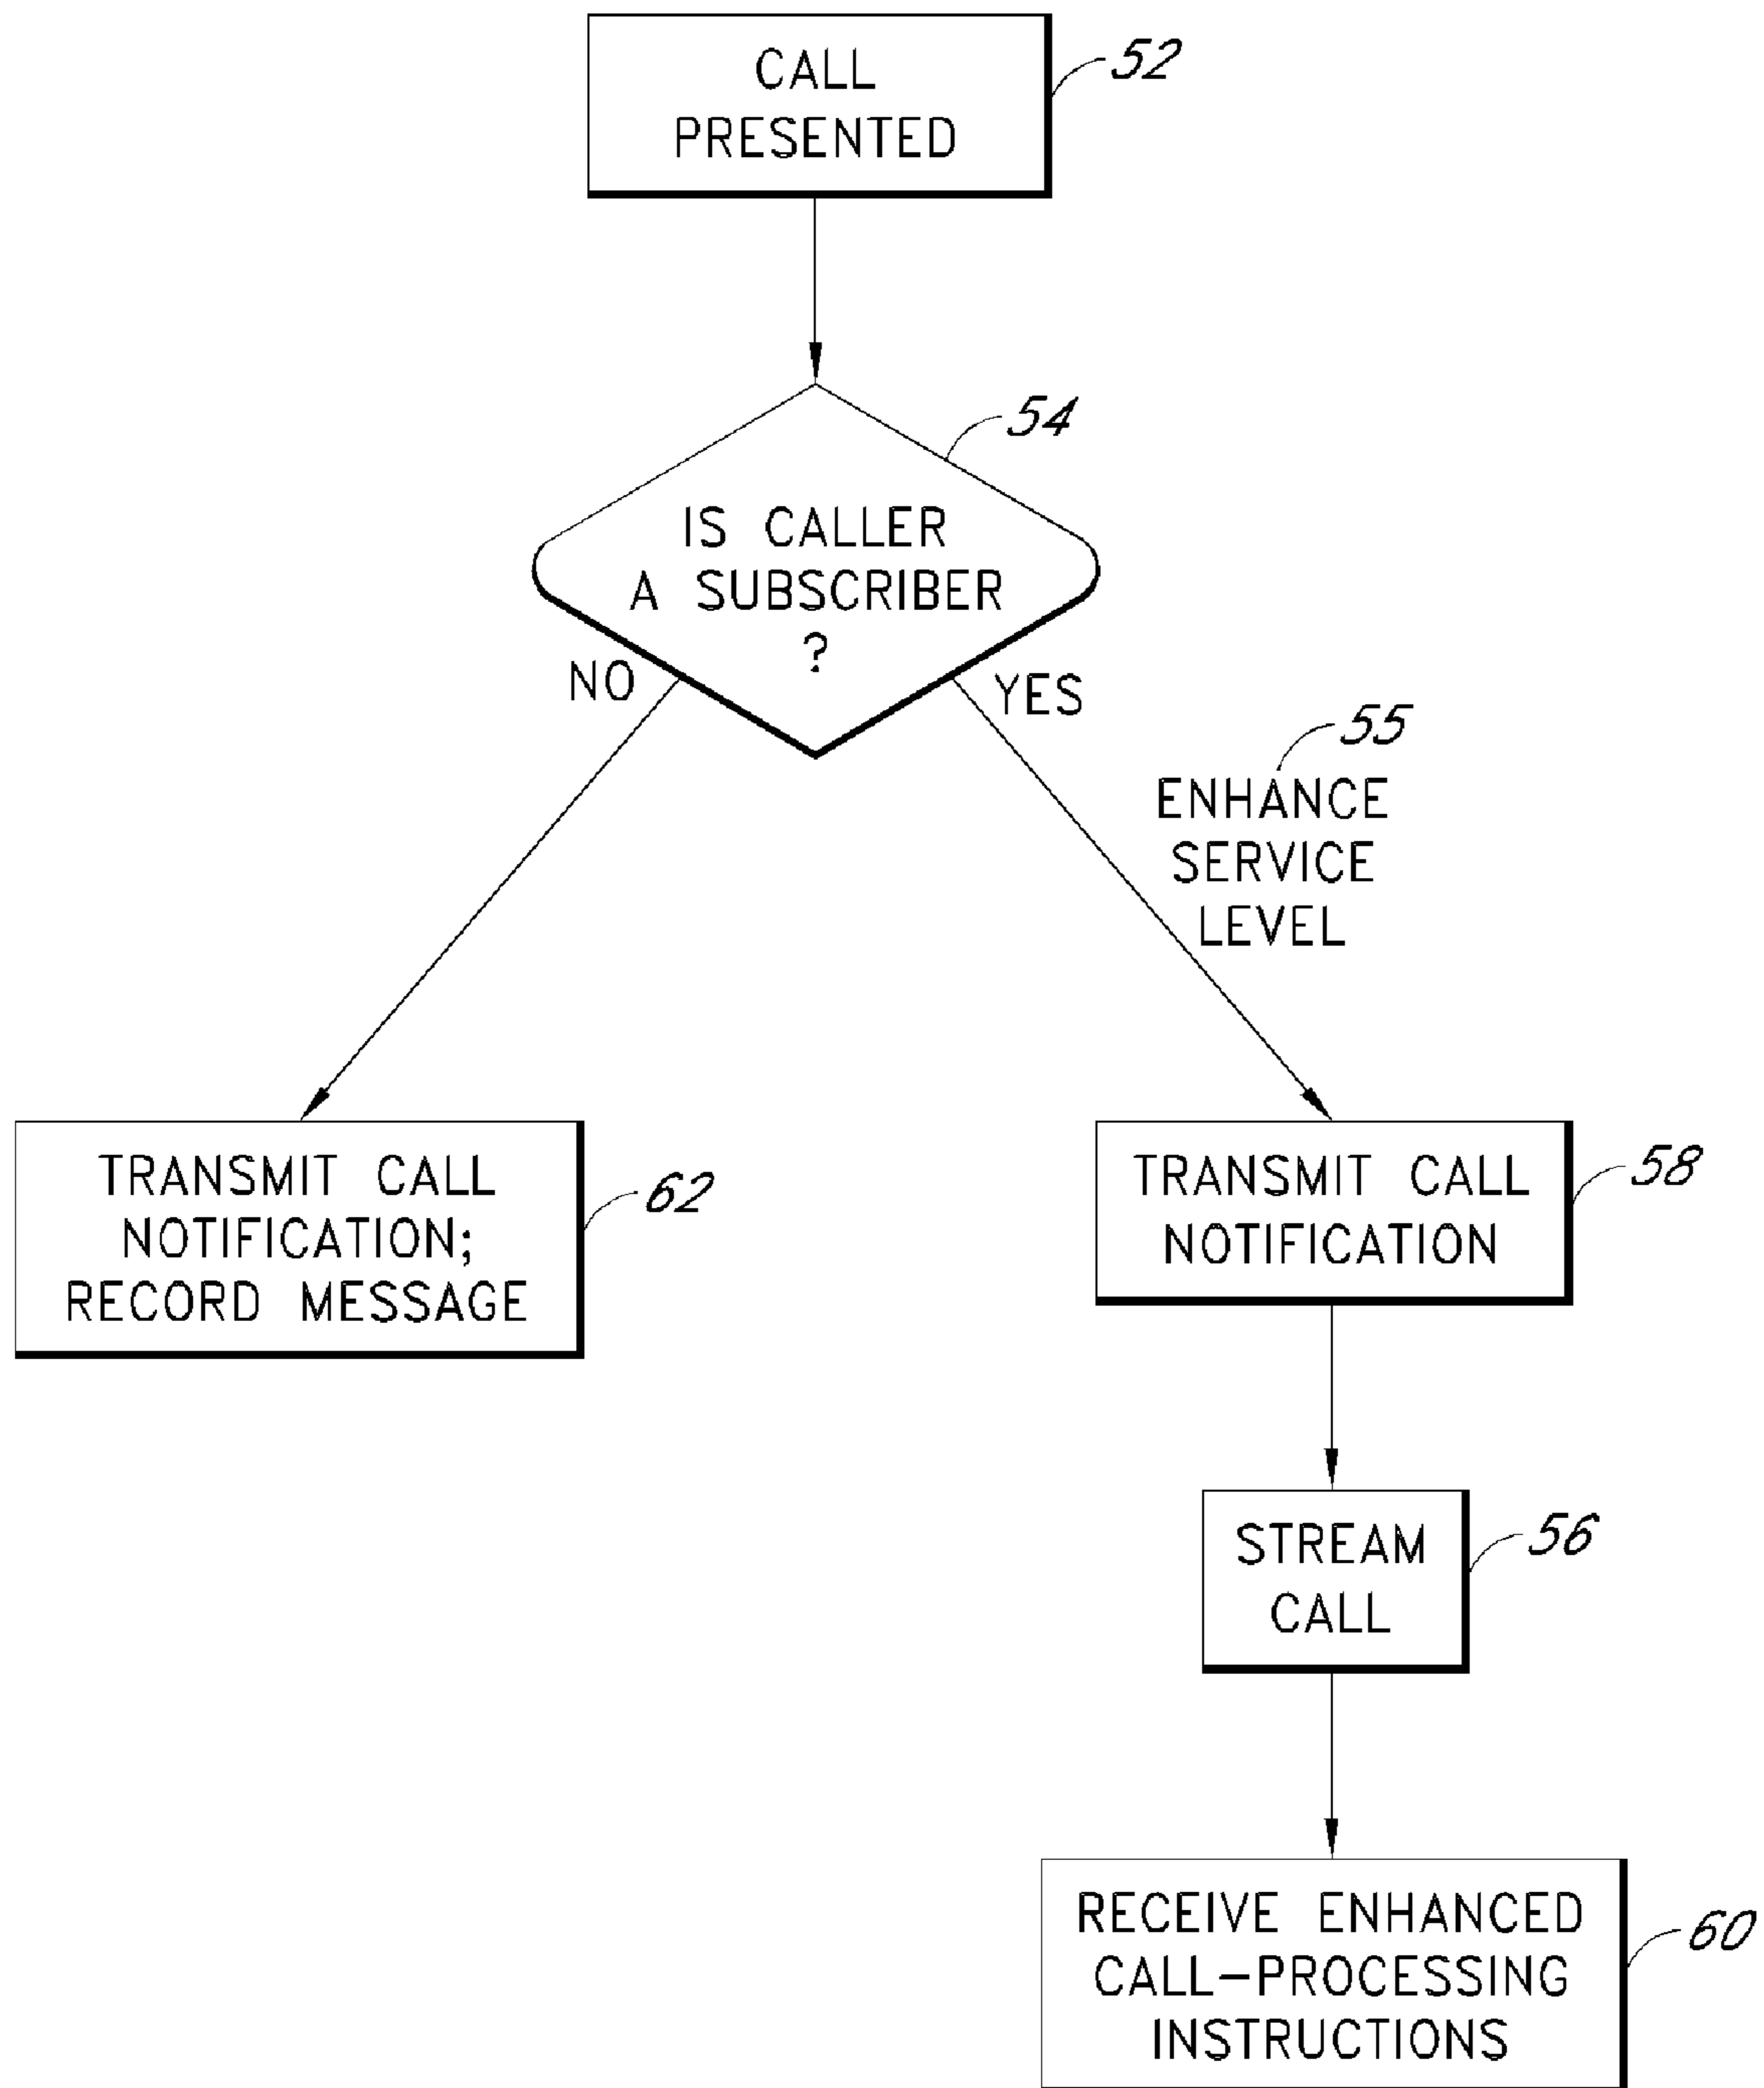 CALL
PRESENTED
52
54
IS CALLER
A SUBSCRIBER
?
NO
YES
55
ENHANCE
SERVICE
LEVEL
TRANSMIT CALL
NOTIFICATION;
RECORD MESSAGE
62
TRANSMIT CALL
NOTIFICATION
58
STREAM
CALL
56
RECEIVE ENHANCED
CALL-PROCESSING
INSTRUCTIONS
60